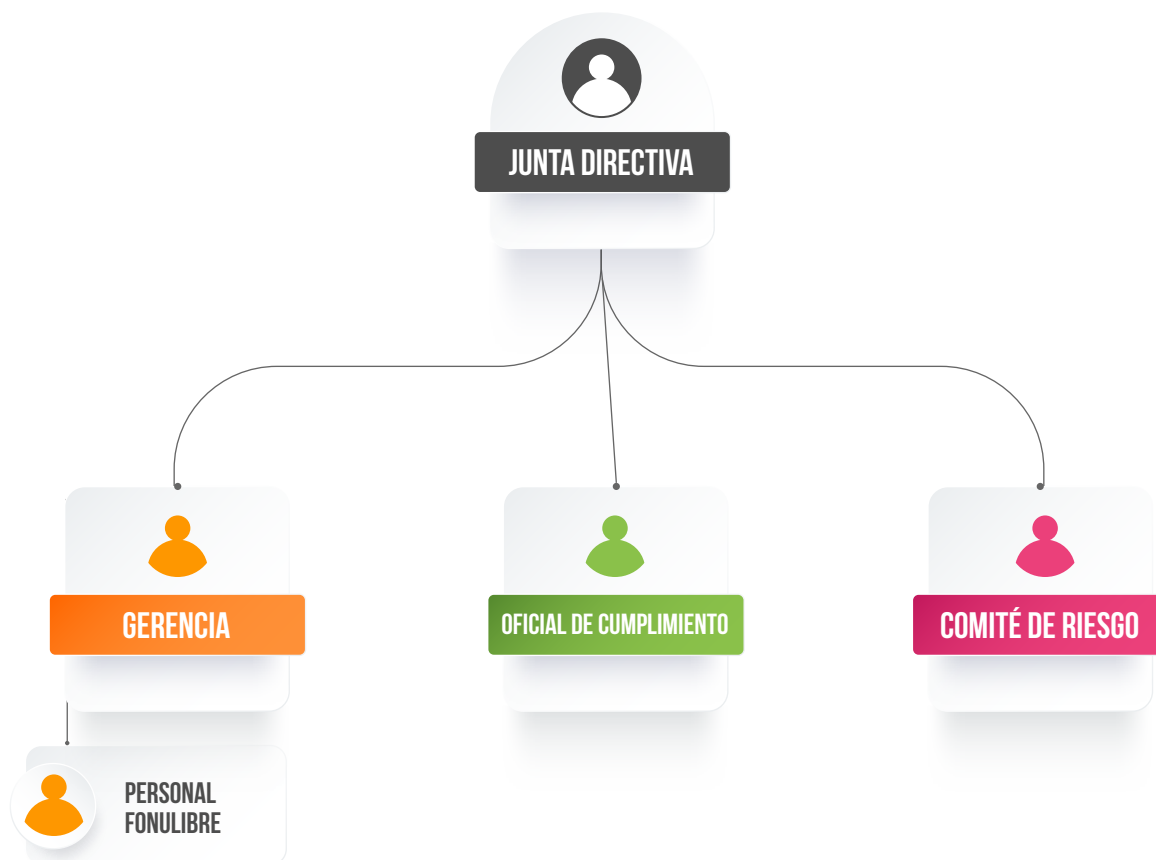 JUNTA DIRECTIVA
GERENCIA
OFICIAL DE CUMPLIMIENTO
COMITÉ DE RIESGO
PERSONAL
FONULIBRE